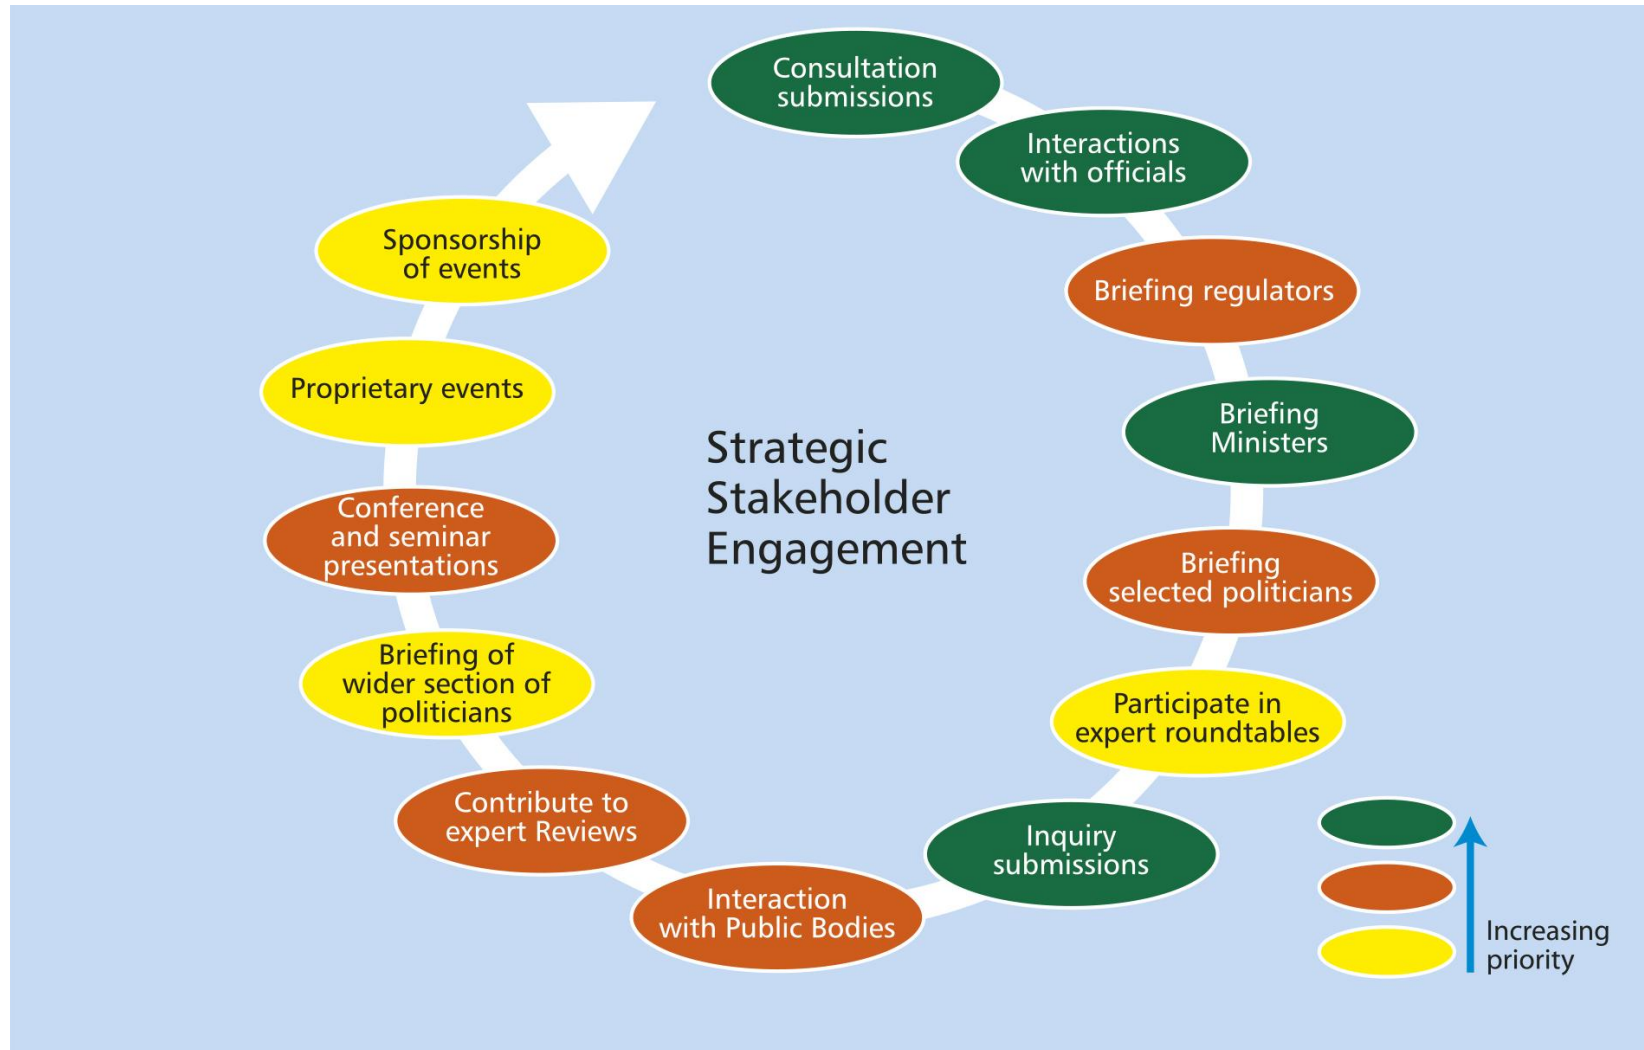 Consultation
submissions
Interactions
with officials
Briefing regulators
Briefing
Ministers
Briefing
selected politicians
Participate in
expert roundtables
Inquiry
submissions
Interaction
with Public Bodies
Contribute to
expert Reviews
Briefing of
wider section of
politicians
Conference
and seminar
presentations
Proprietary events
Sponsorship
of events
Strategic
Stakeholder
Engagement
Increasing
priority